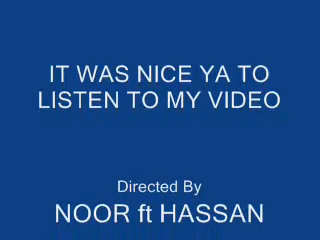 IT WAS NICE YA TO
LISTEN TO MY VIDEO
Directed By
NOOR ft HASSAN